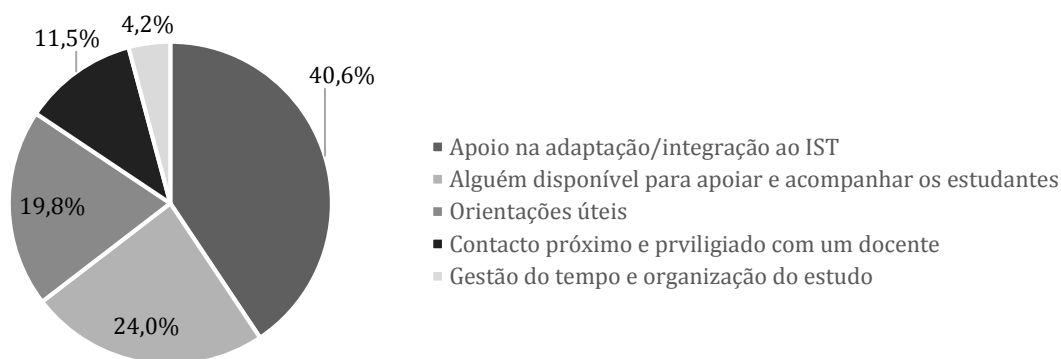 4,2%
11,5%
40,6%
19,8%
24,0%
Apoio na adaptação/integração ao IST
Alguém disponível para apoiar e acompanhar os estudantes
Orientações úteis
Contacto próximo e prviligiado com um docente
Gestão do tempo e organização do estudo